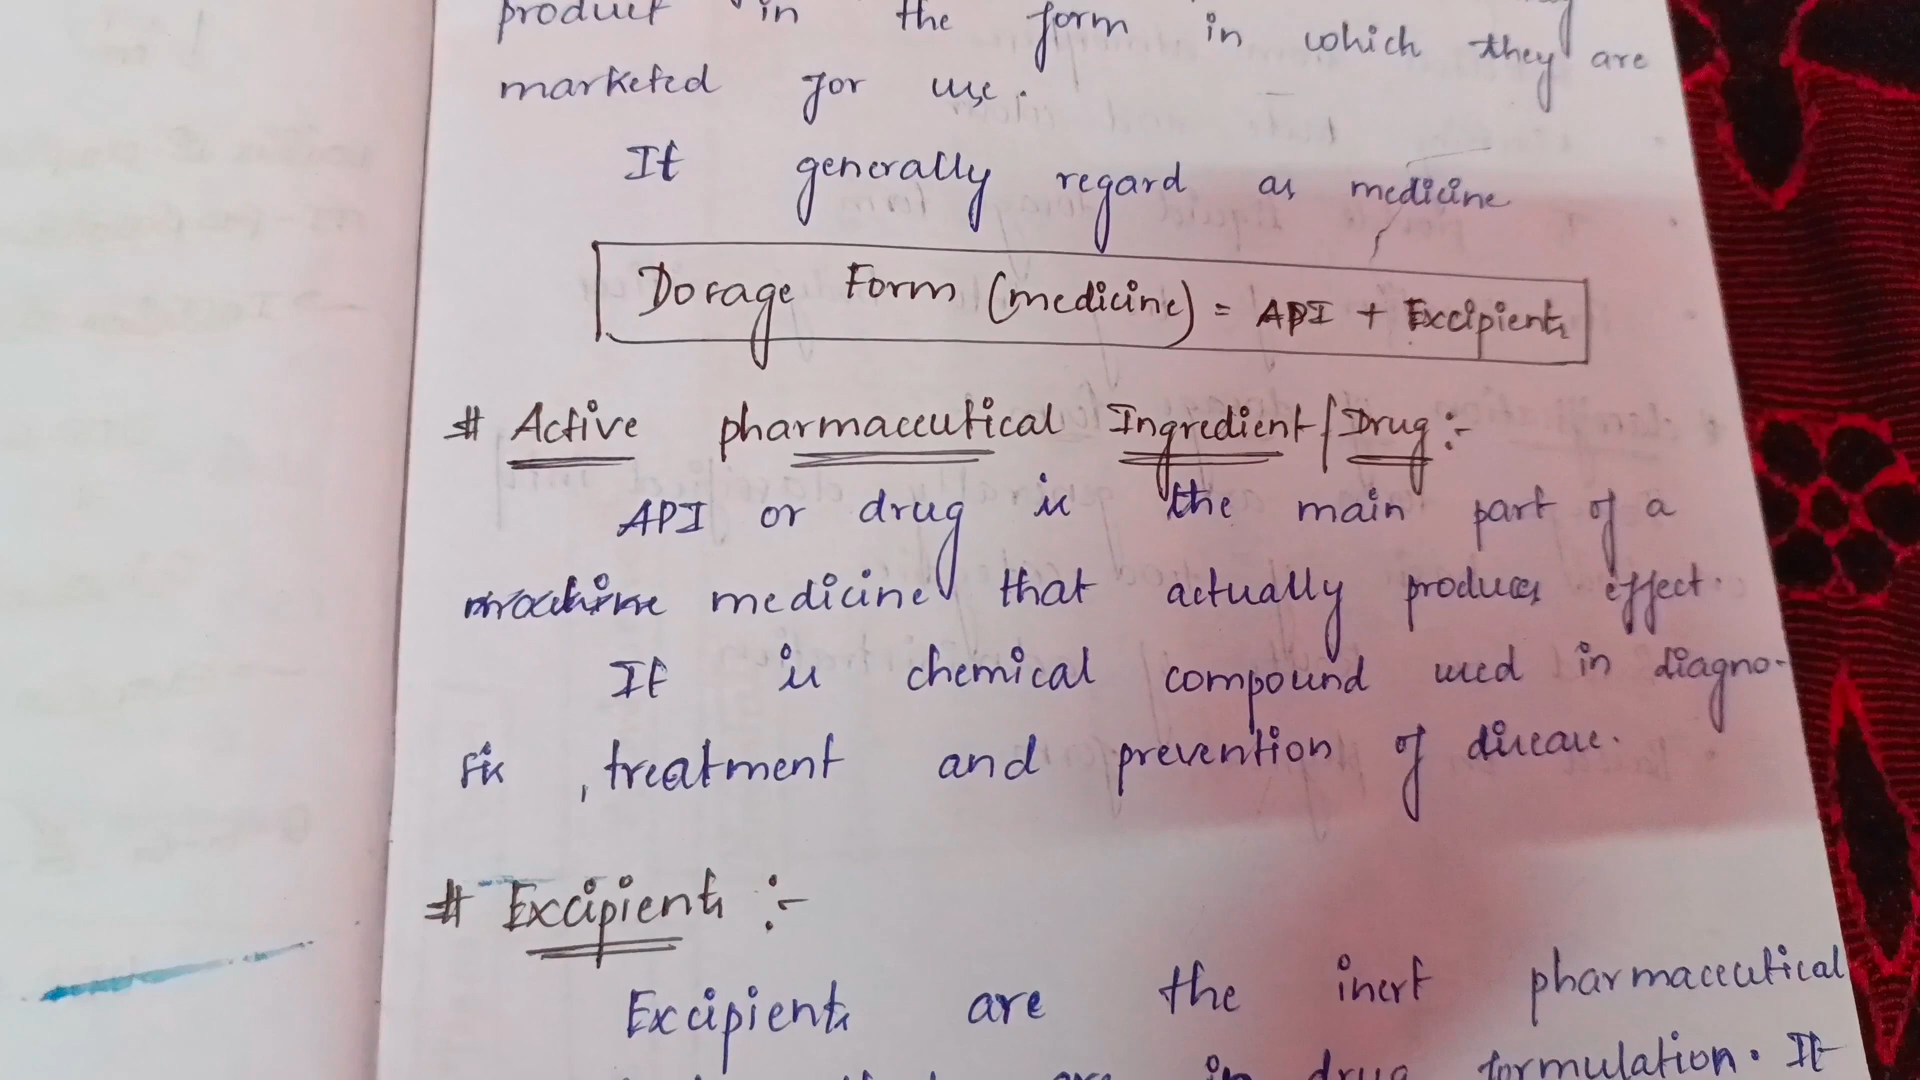 product in the form in which they are
marketed for use.
It generally regard as medicine
Dosage Form (medicine) = API + Excipients
# Active pharmaceutical Ingredient / Drug :-
API or drug is the main part of a
medicine that actually produces effect.
It is chemical compound used in diagno-
sis , treatment and prevention of disease.
# Excipients :-
Excipients are the inert pharmaceutical
are in drug formulation. It